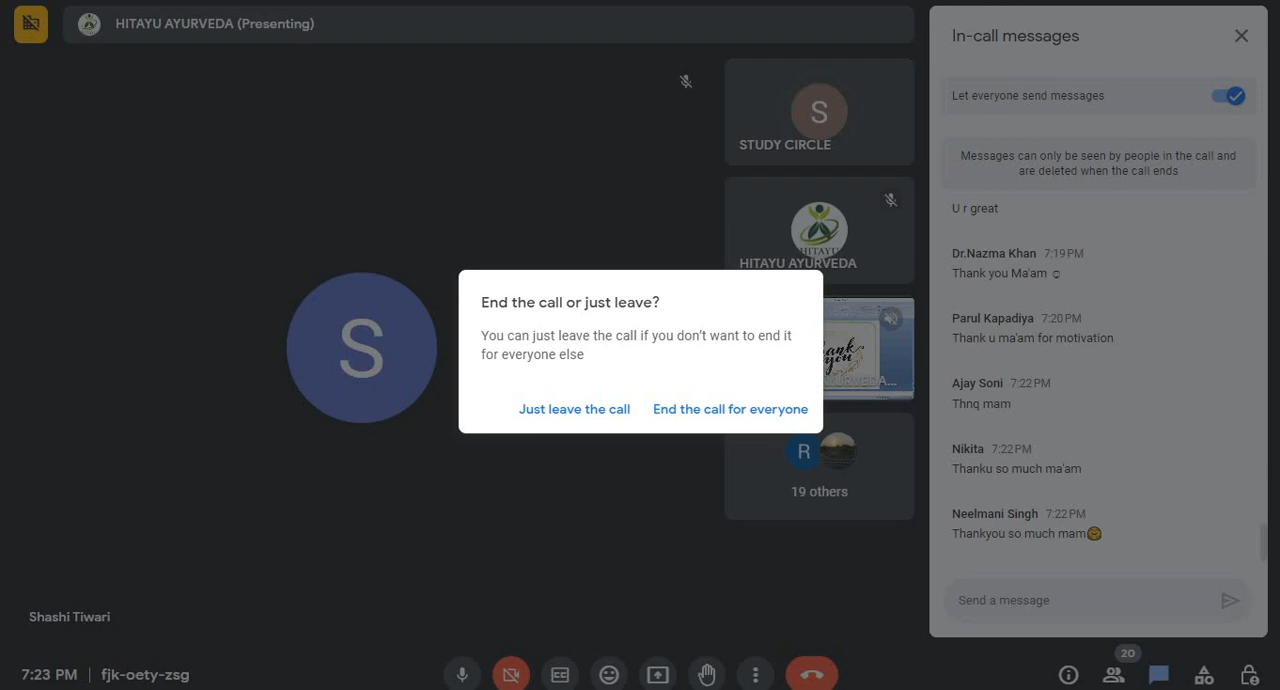 HITAYU AYURVEDA (Presenting)
S
STUDY CIRCLE
HITAYU
HITAYU AYURVEDA
S
thank
you
R
19 others
Shashi Tiwari
End the call or just leave?
You can just leave the call if you don't want to end it
for everyone else
Just leave the call
End the call for everyone
In-call messages
Let everyone send messages
Messages can only be seen by people in the call and
are deleted when the call ends
U r great
Dr.Nazma Khan 7:19 PM
Thank you Ma'am ☺
Parul Kapadiya 7:20 PM
Thank u ma'am for motivation
Ajay Soni 7:22 PM
Thnq mam
Nikita 7:22 PM
Thanku so much ma'am
Neelmani Singh 7:22 PM
Thankyou so much mam🤗
Send a message
7:23 PM | fjk-oety-zsg
20